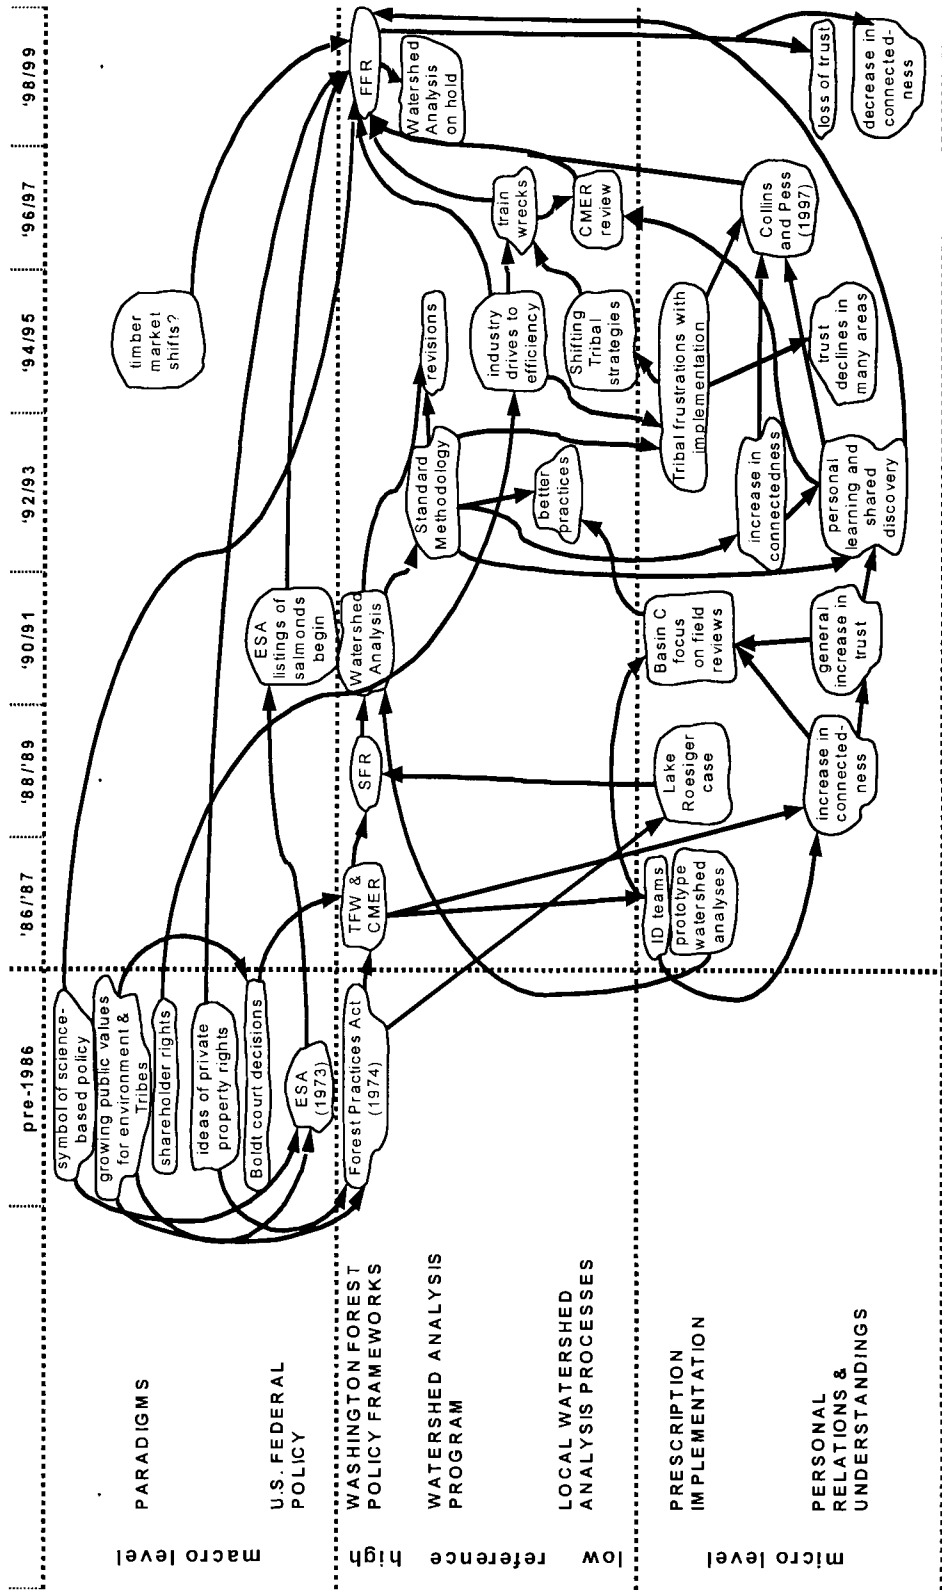 pre-1986
'86/'87
'88/'89
'90/91
'92/93
'94/95
'96/97
'98/99
macro level
high
reference
low
micro level
PARADIGMS
U.S. FEDERAL
POLICY
WASHINGTON FOREST
POLICY FRAMEWORKS
WATERSHED ANALYSIS
PROGRAM
LOCAL WATERSHED
ANALYSIS PROCESSES
PRESCRIPTION
IMPLEMENTATION
PERSONAL
RELATIONS &
UNDERSTANDINGS
symbol of science-
based policy
growing public values
for environment &
Tribes
shareholder rights
ideas of private
property rights
Boldt court decisions
ESA
(1973)
Forest Practices Act
(1974)
TFW &
CMER
ID teams
prototype
watershed
analyses
SFR
Lake
Roesiger
case
increase in
connected-
ness
ESA
listings of
salmonds
begin
Watershed
Analysis
Basin C
focus
on field
reviews
general
increase in
trust
Standard
Methodology
better
practices
increase in
connectedness
personal
learning and
shared
discovery
timber
market
shifts?
revisions
industry
drives to
efficiency
Shifting
Tribal
strategies
Tribal frustrations with
implementation
trust
declines in
many areas
train
wrecks
CMER
review
Collins
and Pess
(1997)
FFR
Watershed
Analysis
on hold
loss of trust
decrease in
connected-
ness